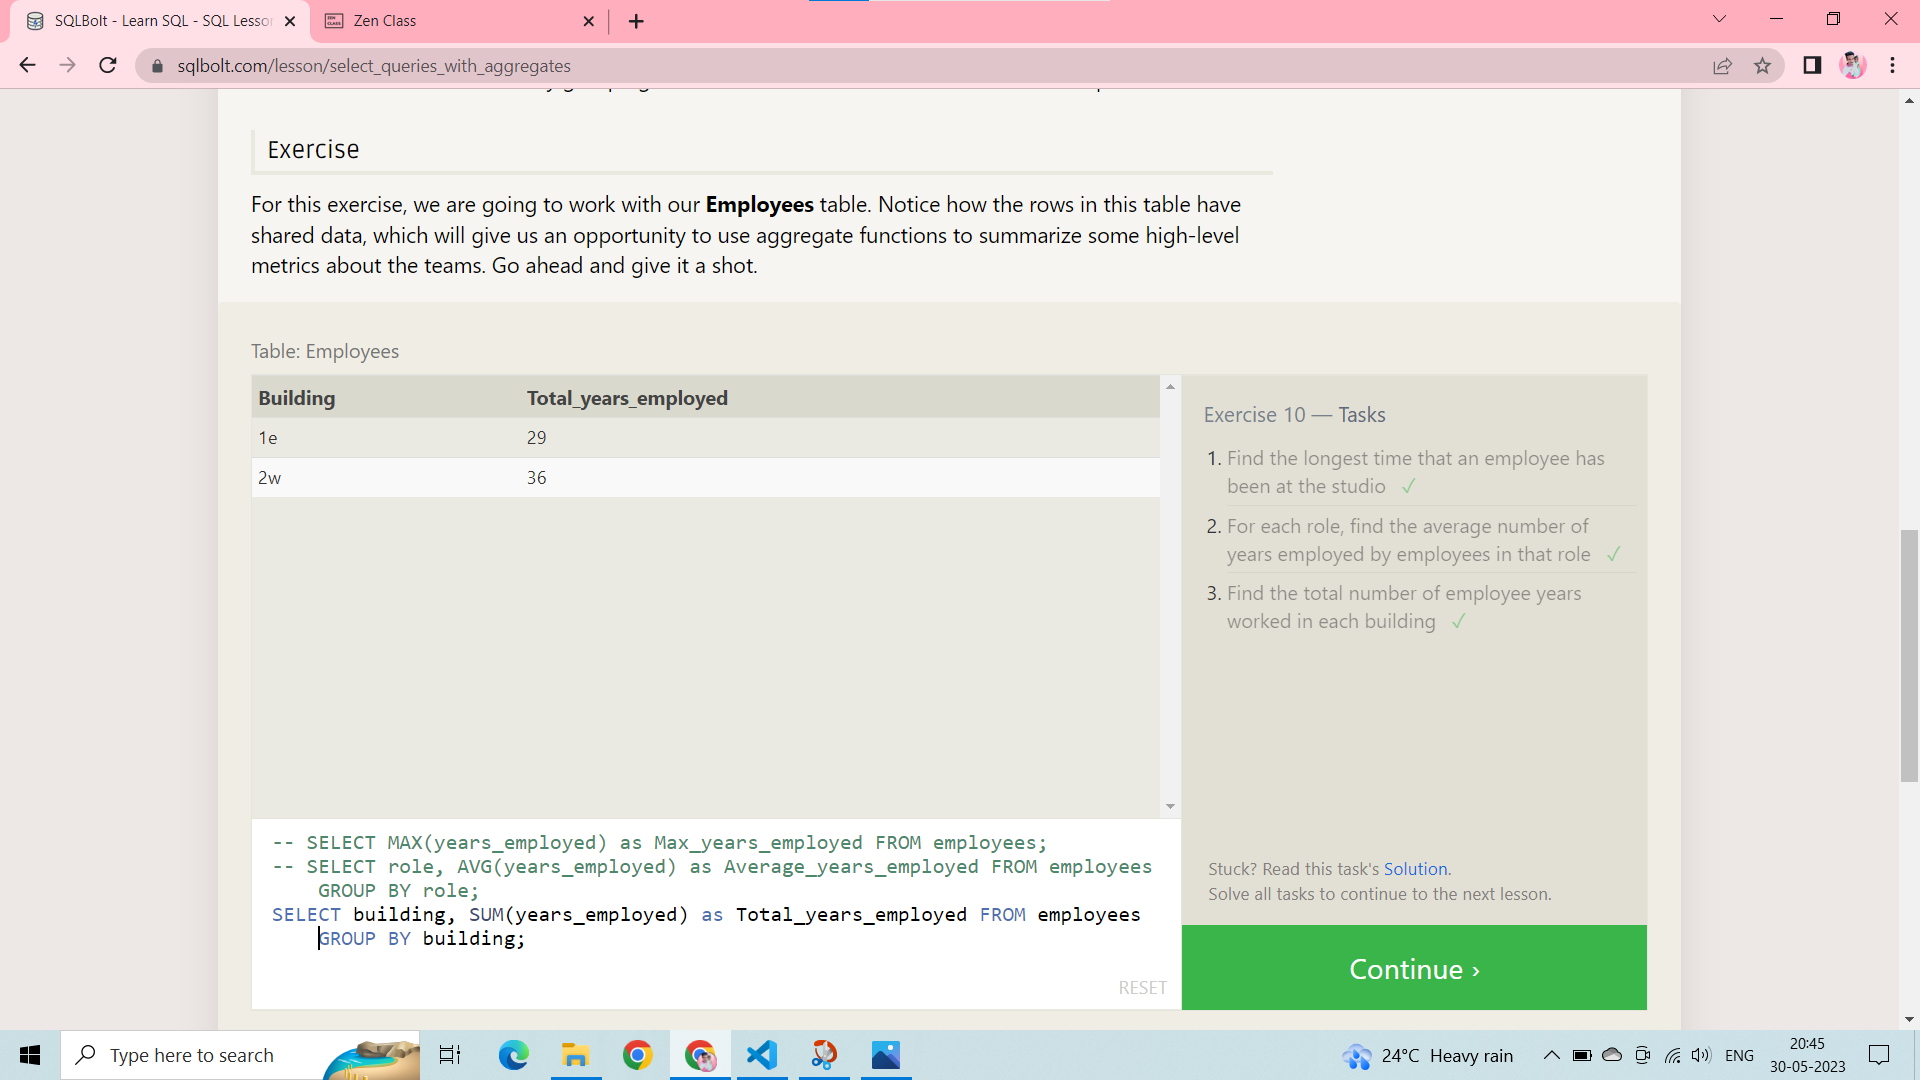 SQLBolt - Learn SQL - SQL Lesson
Zen Class
sqlbolt.com/lesson/select_queries_with_aggregates
Exercise
For this exercise, we are going to work with our Employees table. Notice how the rows in this table have
shared data, which will give us an opportunity to use aggregate functions to summarize some high-level
metrics about the teams. Go ahead and give it a shot.
Table: Employees
Building Total_years_employed
1e 29
2w 36
Exercise 10 — Tasks
1. Find the longest time that an employee has
been at the studio ✓
2. For each role, find the average number of
years employed by employees in that role ✓
3. Find the total number of employee years
worked in each building ✓
-- SELECT MAX(years_employed) as Max_years_employed FROM employees;
-- SELECT role, AVG(years_employed) as Average_years_employed FROM employees
GROUP BY role;
SELECT building, SUM(years_employed) as Total_years_employed FROM employees
GROUP BY building;
RESET
Stuck? Read this task's Solution.
Solve all tasks to continue to the next lesson.
Continue ›
Type here to search
24°C Heavy rain
ENG
20:45
30-05-2023